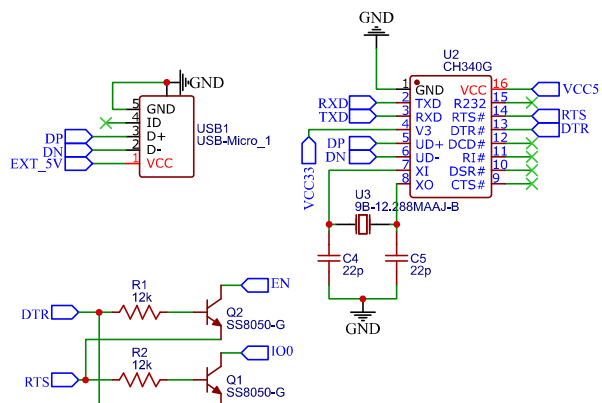 GND
U2
CH340G
1 GND VCC 16 VCC5
RXD 2 TXD R232 15
TXD 3 RXD RTS# 14 RTS
4 V3 DTR# 13 DTR
DP 5 UD+ DCD# 12
DN 6 UD- RI# 11
7 XI DSR# 10
8 XO CTS# 9
VCC33
GND
5 GND
4 ID
DP 3 D+
DN 2 D-
EXT_5V 1 VCC
USB1
USB-Micro_1
U3
9B-12.288MAAJ-B
C4
22p
C5
22p
GND
EN
R1
12k
DTR
Q2
SS8050-G
IO0
R2
12k
RTS
Q1
SS8050-G